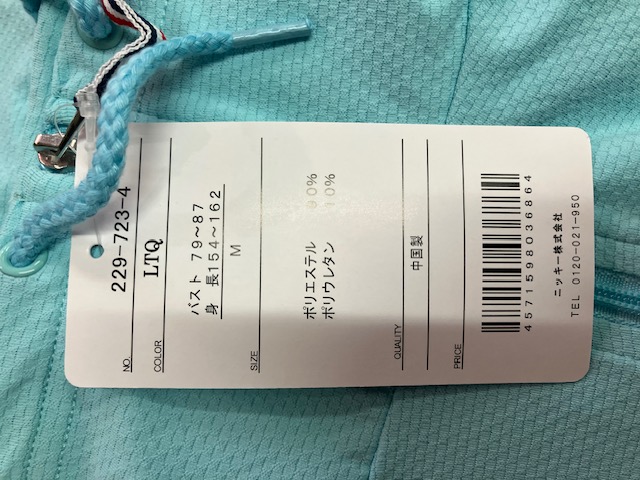 NO. 229-723-4
COLOR LTQ
バスト 79～87
身 長154～162
SIZE M
ポリエステル 90%
ポリウレタン 10%
QUALITY
中国製
PRICE
4571598036864
ニッキー株式会社
TEL 0120-021-950